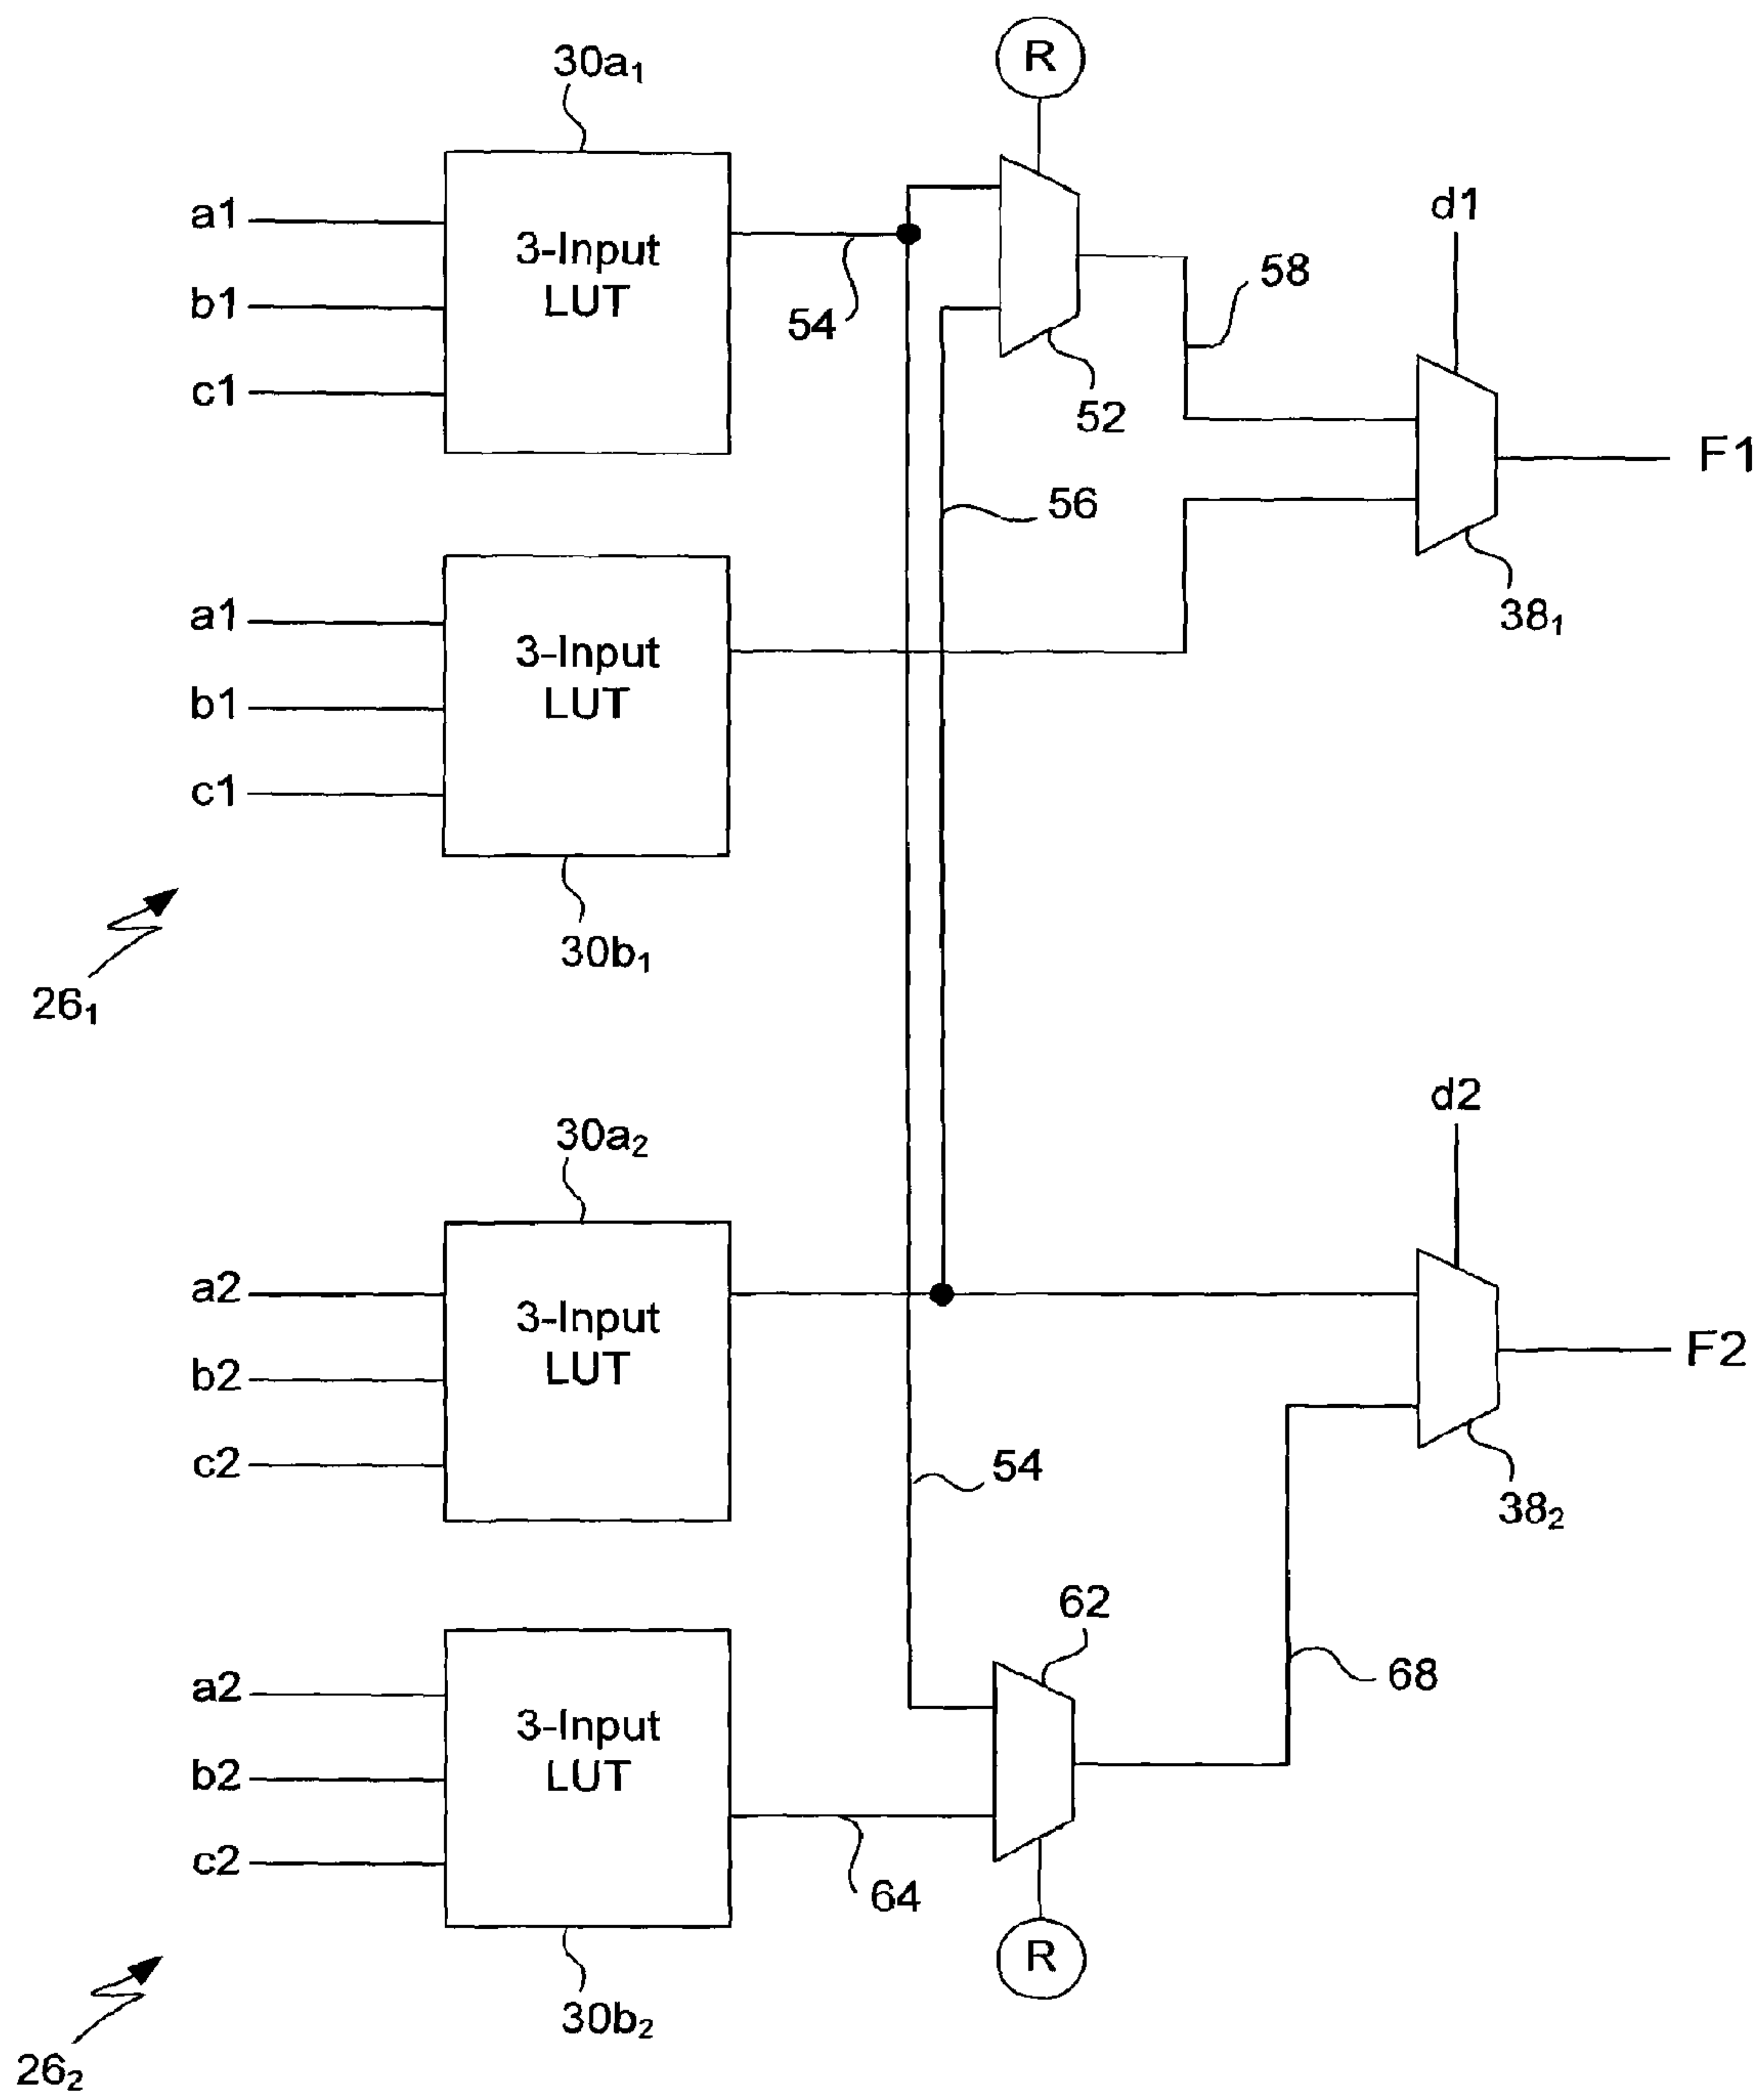 30a₁
R
a1
b1
c1
3-Input
LUT
54
52
58
d1
F1
38₁
56
a1
b1
c1
3-Input
LUT
30b₁
26₁
30a₂
a2
b2
c2
3-Input
LUT
d2
F2
38₂
54
62
68
a2
b2
c2
3-Input
LUT
64
R
30b₂
26₂